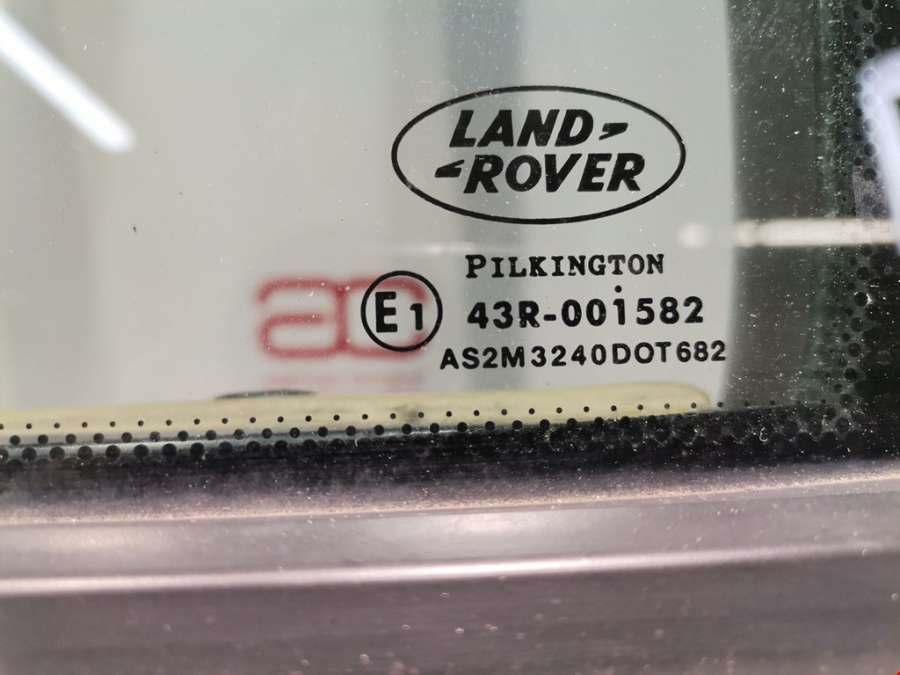 LAND
ROVER
PILKINGTON
E1 43R-001582
AS2M3240DOT682